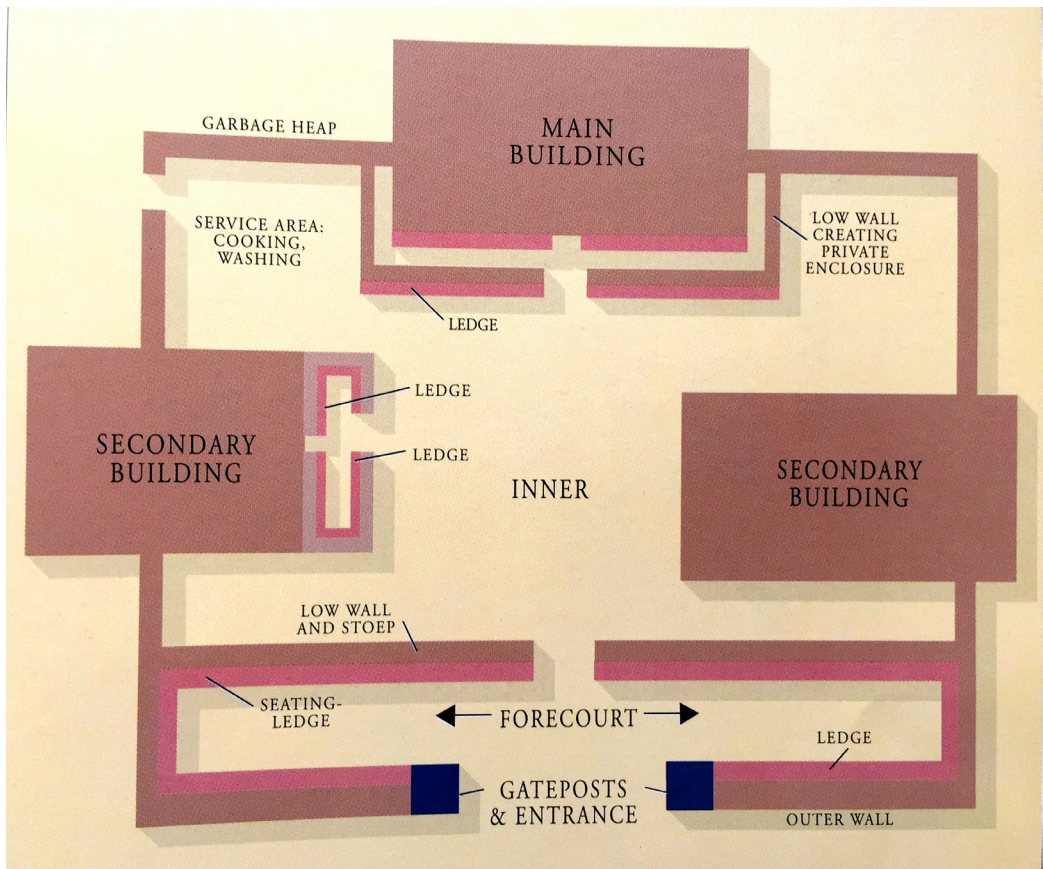 GARBAGE HEAP
MAIN
BUILDING
SERVICE AREA:
COOKING,
WASHING
LOW WALL
CREATING
PRIVATE
ENCLOSURE
LEDGE
LEDGE
LEDGE
SECONDARY
BUILDING
INNER
SECONDARY
BUILDING
LOW WALL
AND STOEP
SEATING-
LEDGE
FORECOURT
LEDGE
GATEPOSTS
& ENTRANCE
OUTER WALL